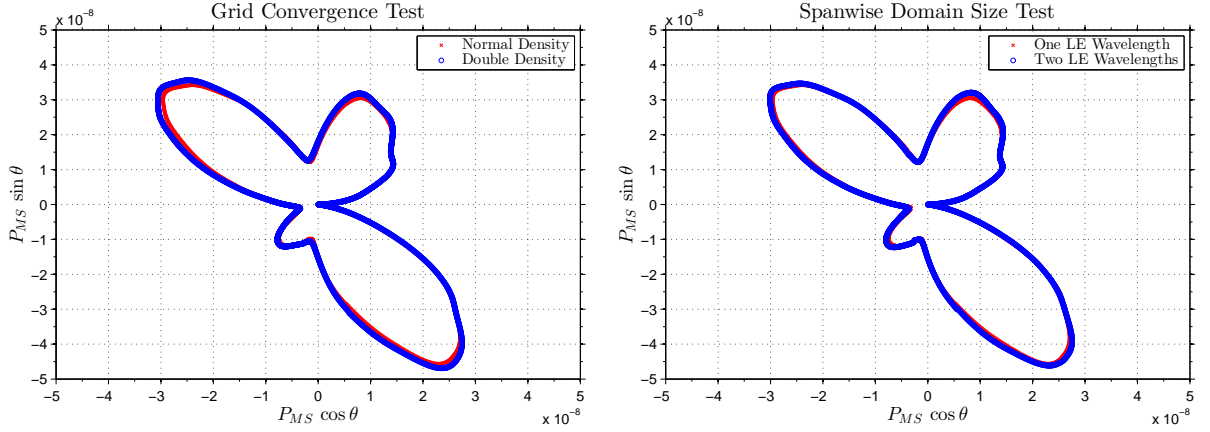 Grid Convergence Test
x 10⁻⁸
5
4
3
2
1
0
−1
−2
−3
−4
−5
P_MS sin θ
Normal Density
Double Density
−5 −4 −3 −2 −1 0 1 2 3 4 5
x 10⁻⁸
P_MS cos θ
Spanwise Domain Size Test
x 10⁻⁸
5
4
3
2
1
0
−1
−2
−3
−4
−5
P_MS sin θ
One LE Wavelength
Two LE Wavelengths
−5 −4 −3 −2 −1 0 1 2 3 4 5
x 10⁻⁸
P_MS cos θ